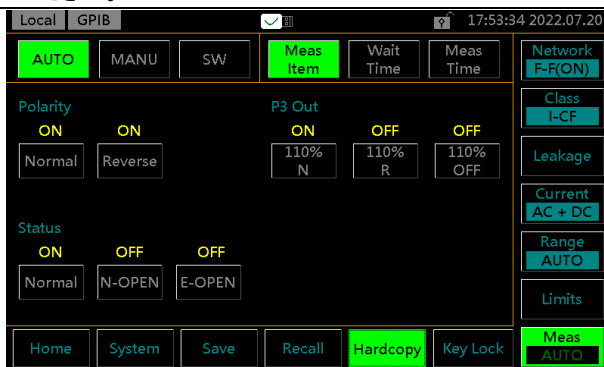 Local GPIB 17:53:34 2022.07.20
AUTO MANU SW Meas Item Wait Time Meas Time
Network F-F(ON)
Polarity P3 Out
Class I-CF
ON ON ON OFF OFF
Normal Reverse 110% N 110% R 110% OFF
Leakage
Current AC + DC
Status
ON OFF OFF
Range AUTO
Normal N-OPEN E-OPEN
Limits
Home System Save Recall Hardcopy Key Lock
Meas AUTO